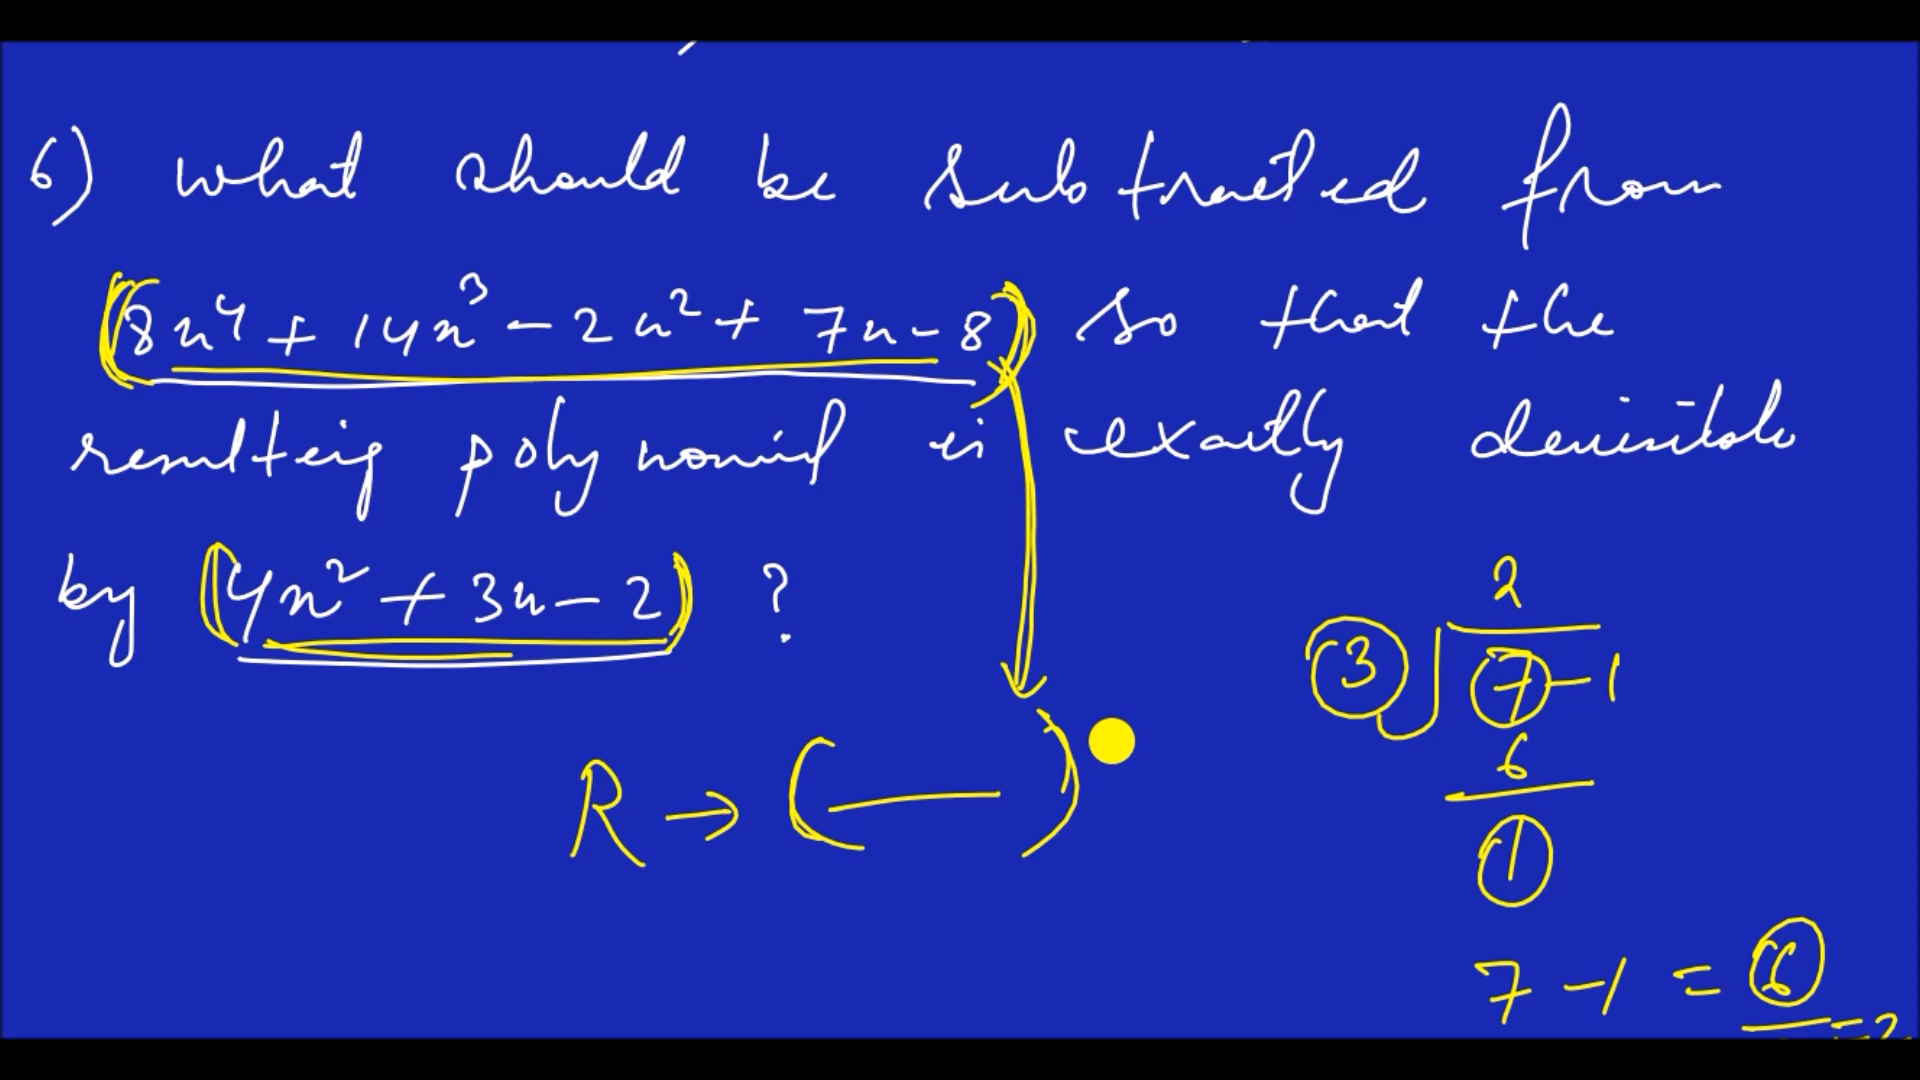 6) what should be subtracted from
(8x⁴ + 14x³ - 2x² + 7x - 8) so that the
resulting polynomial is exactly divisible
by (4x² + 3x - 2) ?
2
3 7 - 1
6
1
R → ( — )
7 - 1 = 6